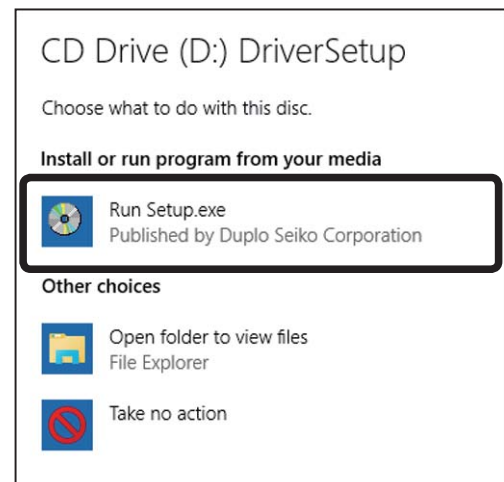 CD Drive (D:) DriverSetup
Choose what to do with this disc.
Install or run program from your media
Run Setup.exe
Published by Duplo Seiko Corporation
Other choices
Open folder to view files
File Explorer
Take no action